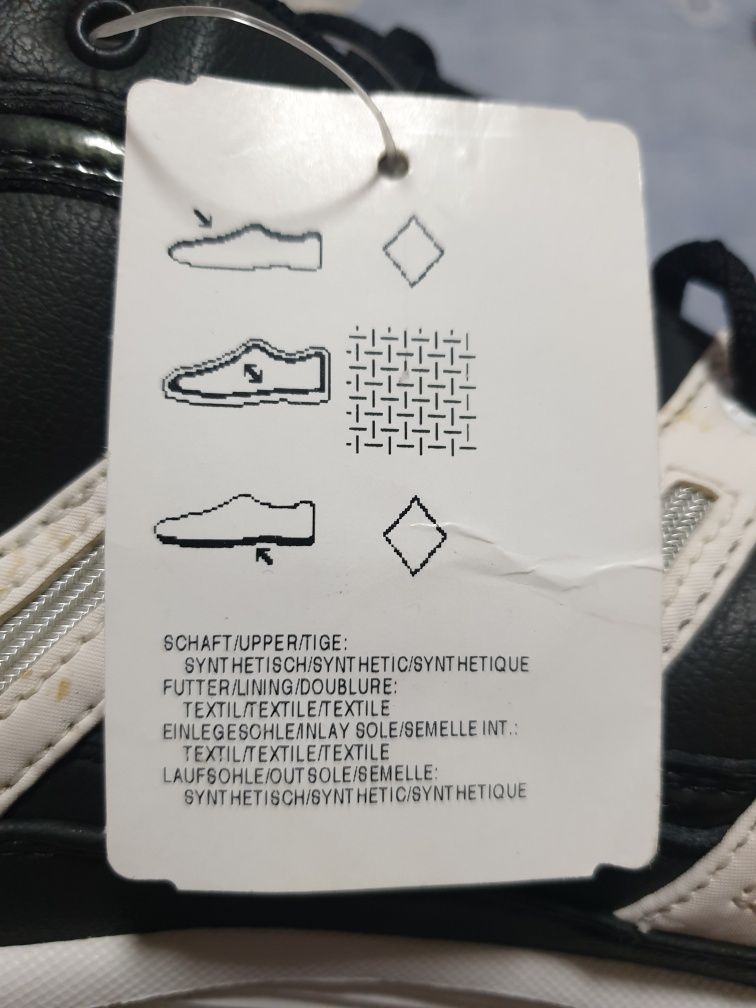 SCHAFT/UPPER/TIGE:
SYNTHETISCH/SYNTHETIC/SYNTHETIQUE
FUTTER/LINING/DOUBLURE:
TEXTIL/TEXTILE/TEXTILE
EINLEGESOHLE/INLAY SOLE/SEMELLE INT.:
TEXTIL/TEXTILE/TEXTILE
LAUFSOHLE/OUTSOLE/SEMELLE:
SYNTHETISCH/SYNTHETIC/SYNTHETIQUE